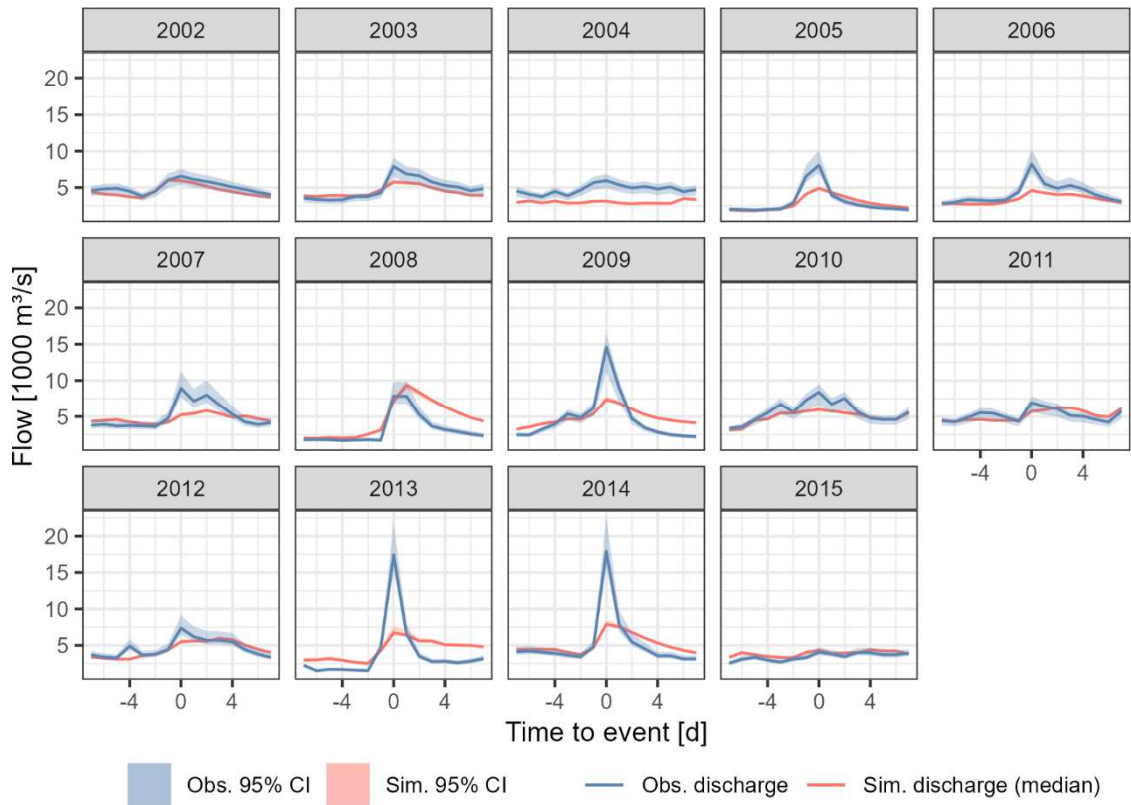 2002 2003 2004 2005 2006
20
15
10
5
2007 2008 2009 2010 2011
20
15
10
5
-4 0 4
2012 2013 2014 2015
20
15
10
5
-4 0 4 -4 0 4 -4 0 4 -4 0 4
Flow [1000 m³/s]
Time to event [d]
Obs. 95% CI Sim. 95% CI Obs. discharge Sim. discharge (median)